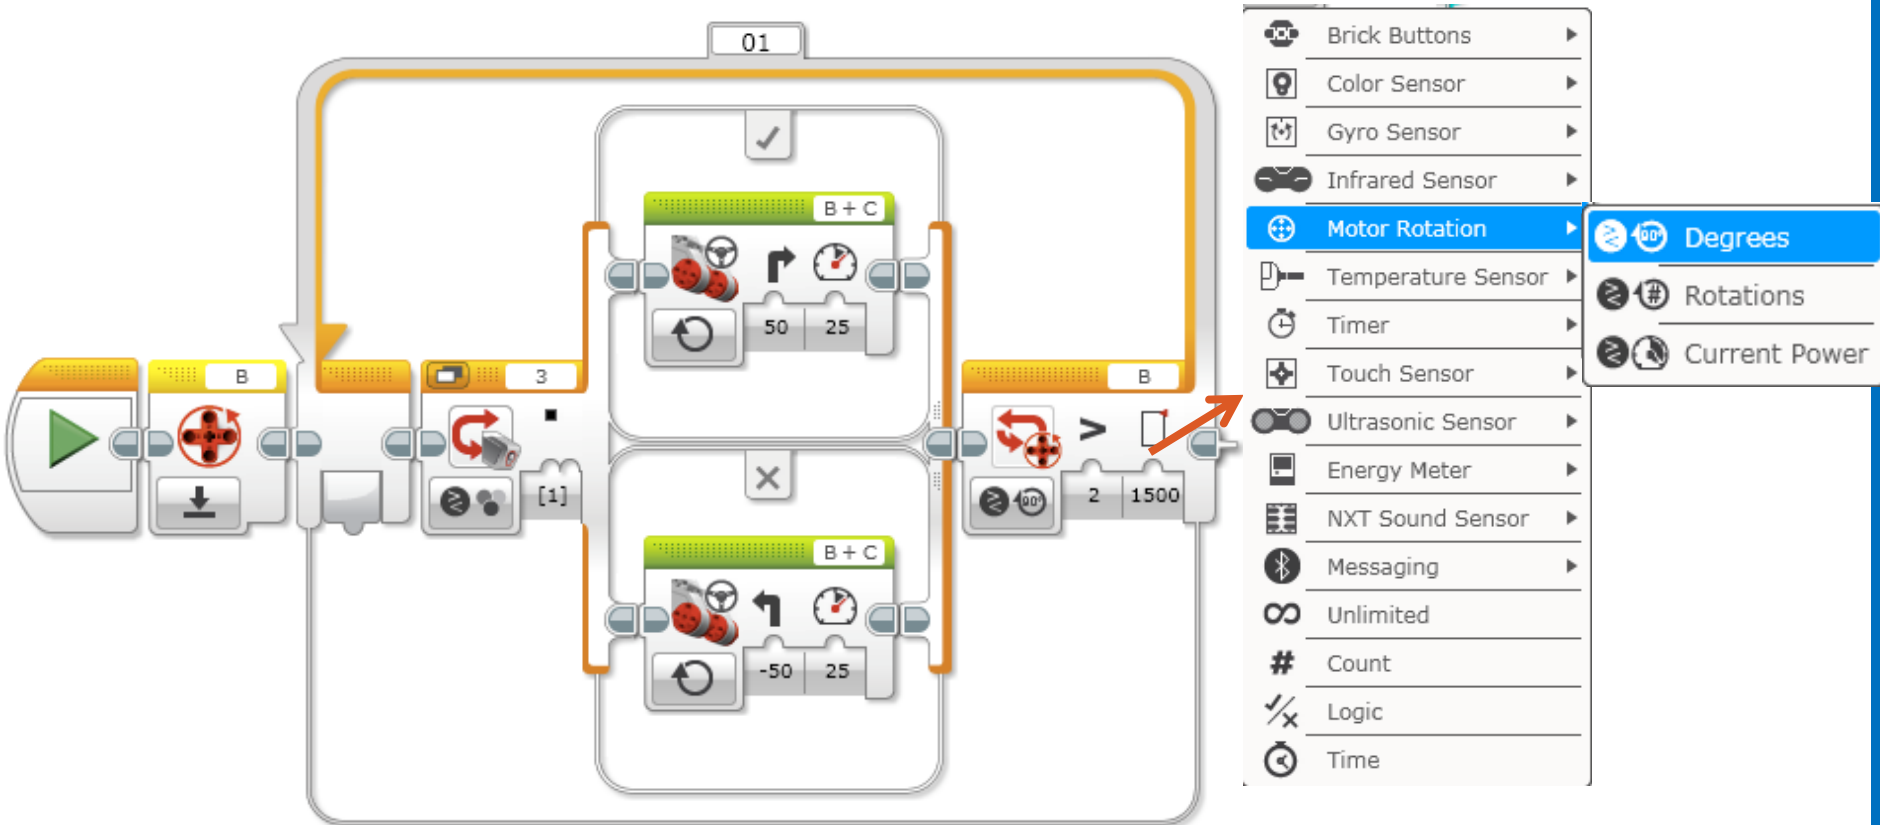 01
B
3
[1]
B + C
50 25
B + C
-50 25
B
2 1500
Brick Buttons
Color Sensor
Gyro Sensor
Infrared Sensor
Motor Rotation
Temperature Sensor
Timer
Touch Sensor
Ultrasonic Sensor
Energy Meter
NXT Sound Sensor
Messaging
Unlimited
# Count
Logic
Time
90° Degrees
# Rotations
Current Power
90°